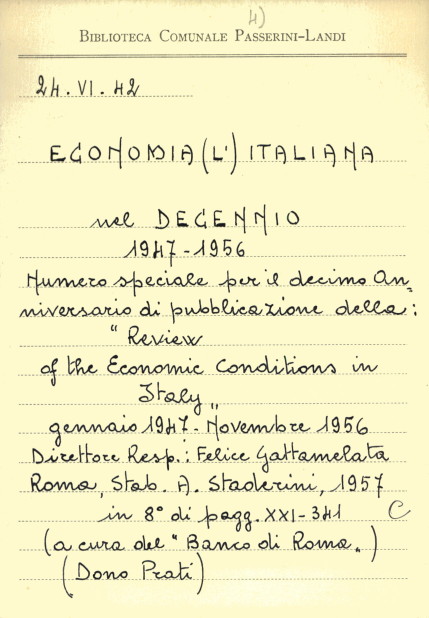 4)
BIBLIOTECA COMUNALE PASSERINI-LANDI
24.VI.42
ECONOMIA (L') ITALIANA
nel DECENNIO
1947-1956
Numero speciale per il decimo An=
niversario di pubblicazione della:
“ Review
of the Economic Conditions in
Italy „
gennaio 1947 - Novembre 1956
Direttore Resp.: Felice Gattamelata
Roma, Stab. A. Staderini, 1957
in 8° di pagg. XXI-341 C
(a cura del “ Banco di Roma „)
(Dono Prati)